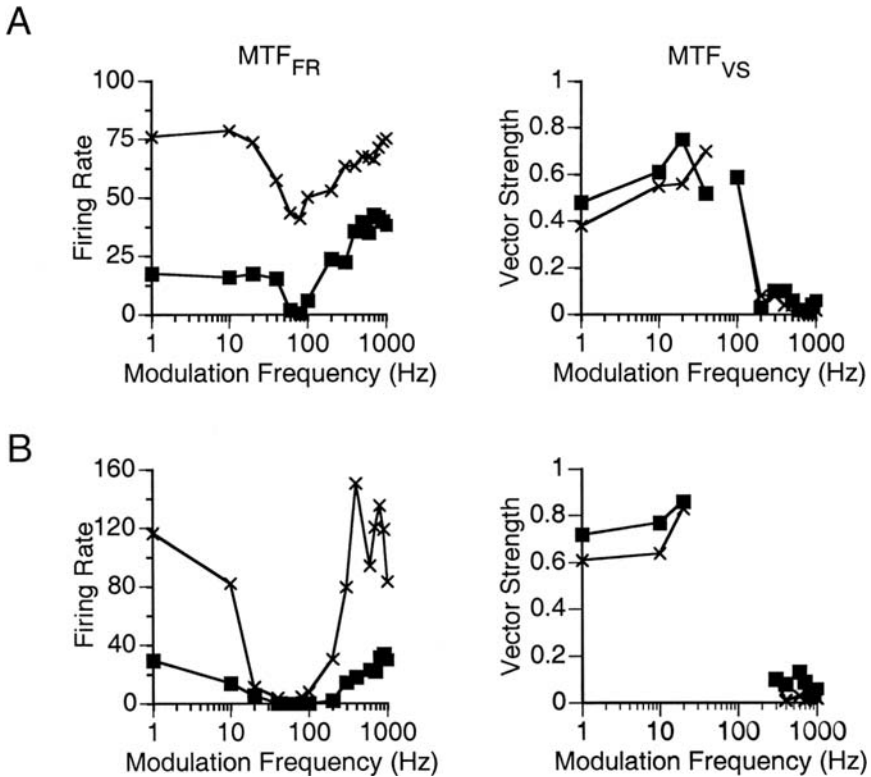 A
MTF_FR
MTF_VS
Firing Rate
100
75
50
25
0
1 10 100 1000
Modulation Frequency (Hz)
Vector Strength
1
0.8
0.6
0.4
0.2
0
1 10 100 1000
Modulation Frequency (Hz)
B
Firing Rate
160
120
80
40
0
1 10 100 1000
Modulation Frequency (Hz)
Vector Strength
1
0.8
0.6
0.4
0.2
0
1 10 100 1000
Modulation Frequency (Hz)